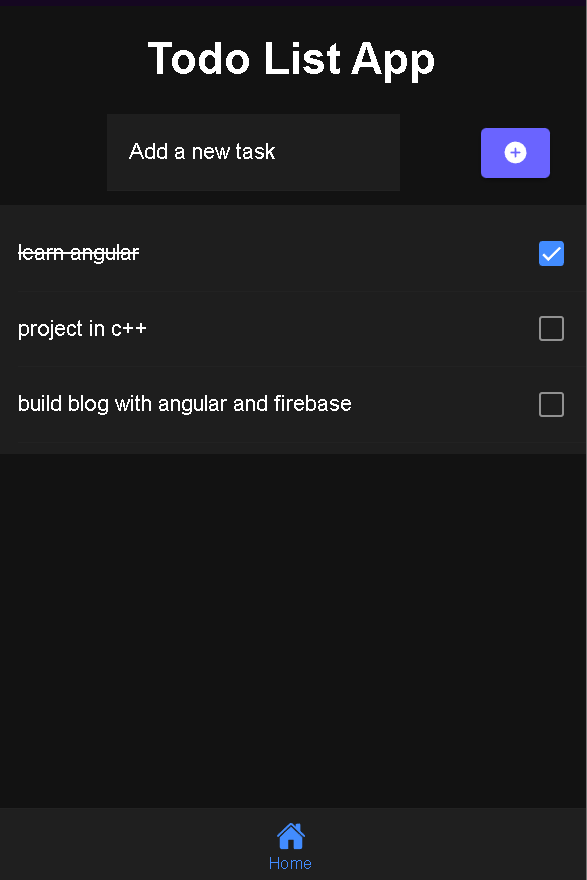 Todo List App
Add a new task
learn angular
project in c++
build blog with angular and firebase
Home